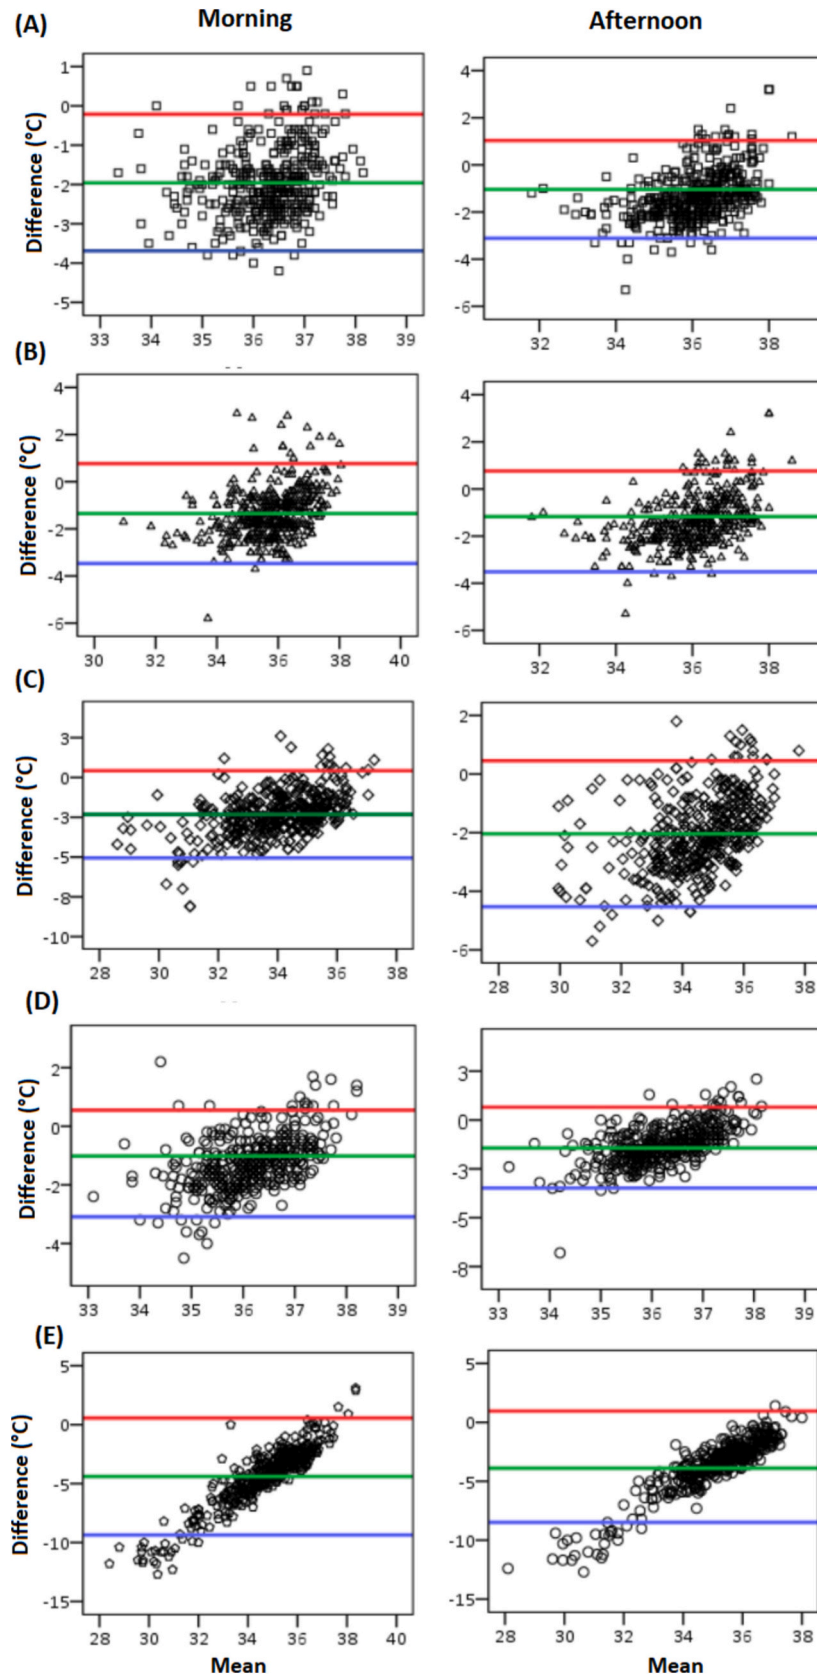 (A) Morning Afternoon
Difference (°C)
1
0
-1
-2
-3
-4
-5
33 34 35 36 37 38 39
4
2
0
-2
-4
-6
32 34 36 38
(B)
Difference (°C)
4
2
0
-2
-4
-6
30 32 34 36 38 40
4
2
0
-2
-4
-6
32 34 36 38
(C)
Difference (°C)
3
0
-3
-5
-8
-10
28 30 32 34 36 38
2
0
-2
-4
-6
28 30 32 34 36 38
(D)
Difference (°C)
2
0
-2
-4
33 34 35 36 37 38 39
3
0
-3
-5
-8
33 34 35 36 37 38 39
(E)
Difference (°C)
5
0
-5
-10
-15
28 30 32 34 36 38 40
Mean
5
0
-5
-10
-15
28 30 32 34 36 38
Mean